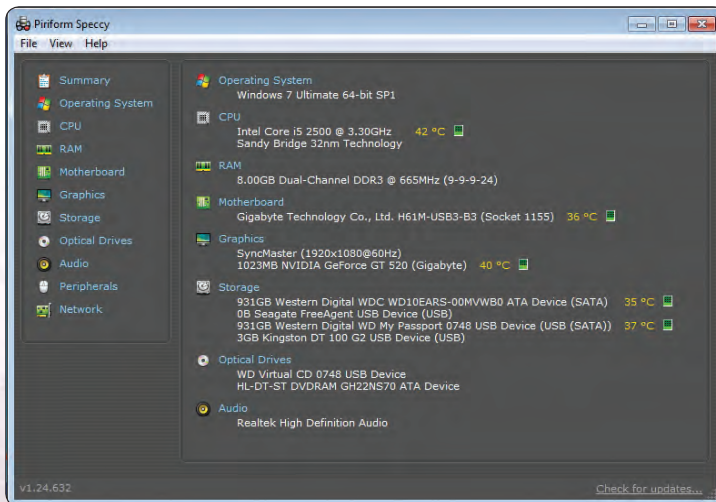 Piriform Speccy
File View Help
Summary
Operating System
CPU
RAM
Motherboard
Graphics
Storage
Optical Drives
Audio
Peripherals
Network
Operating System
Windows 7 Ultimate 64-bit SP1
CPU
Intel Core i5 2500 @ 3.30GHz 42 °C
Sandy Bridge 32nm Technology
RAM
8.00GB Dual-Channel DDR3 @ 665MHz (9-9-9-24)
Motherboard
Gigabyte Technology Co., Ltd. H61M-USB3-B3 (Socket 1155) 36 °C
Graphics
SyncMaster (1920x1080@60Hz)
1023MB NVIDIA GeForce GT 520 (Gigabyte) 40 °C
Storage
931GB Western Digital WDC WD10EARS-00MVWB0 ATA Device (SATA) 35 °C
0B Seagate FreeAgent USB Device (USB)
931GB Western Digital WD My Passport 0748 USB Device (USB (SATA)) 37 °C
3GB Kingston DT 100 G2 USB Device (USB)
Optical Drives
WD Virtual CD 0748 USB Device
HL-DT-ST DVDRAM GH22NS70 ATA Device
Audio
Realtek High Definition Audio
v1.24.632 Check for updates...